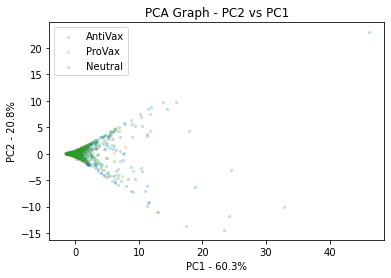 PCA Graph - PC2 vs PC1
AntiVax
ProVax
Neutral
20
15
10
5
0
−5
−10
−15
PC2 - 20.8%
0
10
20
30
40
PC1 - 60.3%